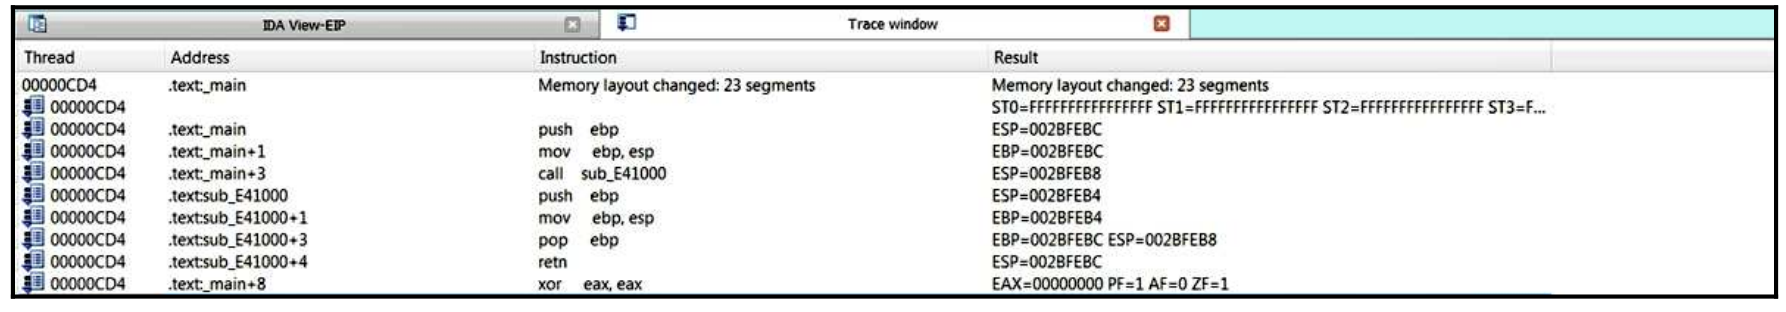 IDA View-EIP Trace window
Thread Address Instruction Result
00000CD4 .text:_main Memory layout changed: 23 segments Memory layout changed: 23 segments
00000CD4 ST0=FFFFFFFFFFFFFFFF ST1=FFFFFFFFFFFFFFFF ST2=FFFFFFFFFFFFFFFF ST3=F...
00000CD4 .text:_main push ebp ESP=002BFEBC
00000CD4 .text:_main+1 mov ebp, esp EBP=002BFEBC
00000CD4 .text:_main+3 call sub_E41000 ESP=002BFEB8
00000CD4 .text:sub_E41000 push ebp ESP=002BFEB4
00000CD4 .text:sub_E41000+1 mov ebp, esp EBP=002BFEB4
00000CD4 .text:sub_E41000+3 pop ebp EBP=002BFEBC ESP=002BFEB8
00000CD4 .text:sub_E41000+4 retn ESP=002BFEBC
00000CD4 .text:_main+8 xor eax, eax EAX=00000000 PF=1 AF=0 ZF=1